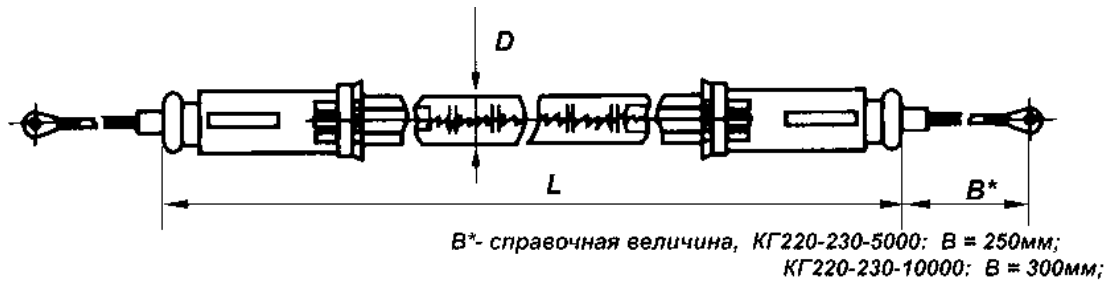 D
L
B*
B*- справочная величина, КГ220-230-5000: В = 250мм;
КГ220-230-10000: В = 300мм;